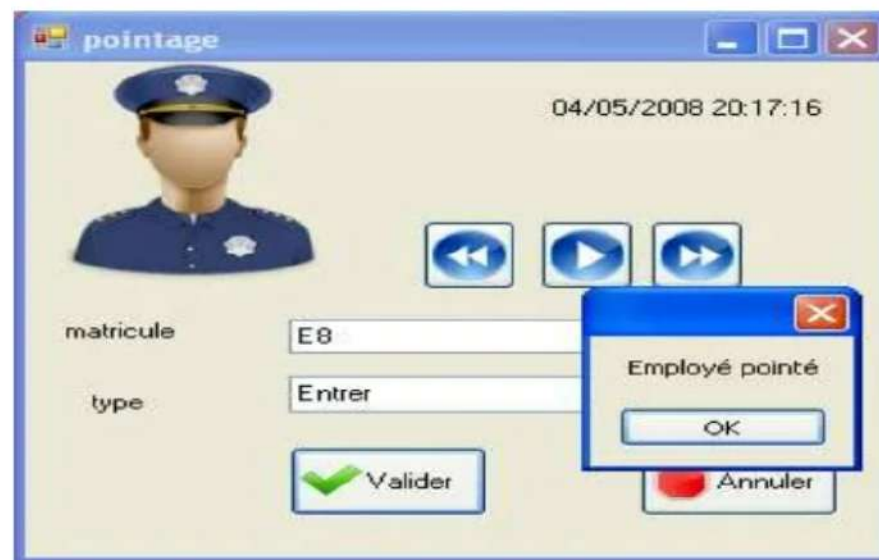 pointage
04/05/2008 20:17:16
matricule
E8
type
Entrer
Employé pointé
OK
Valider
Annuler